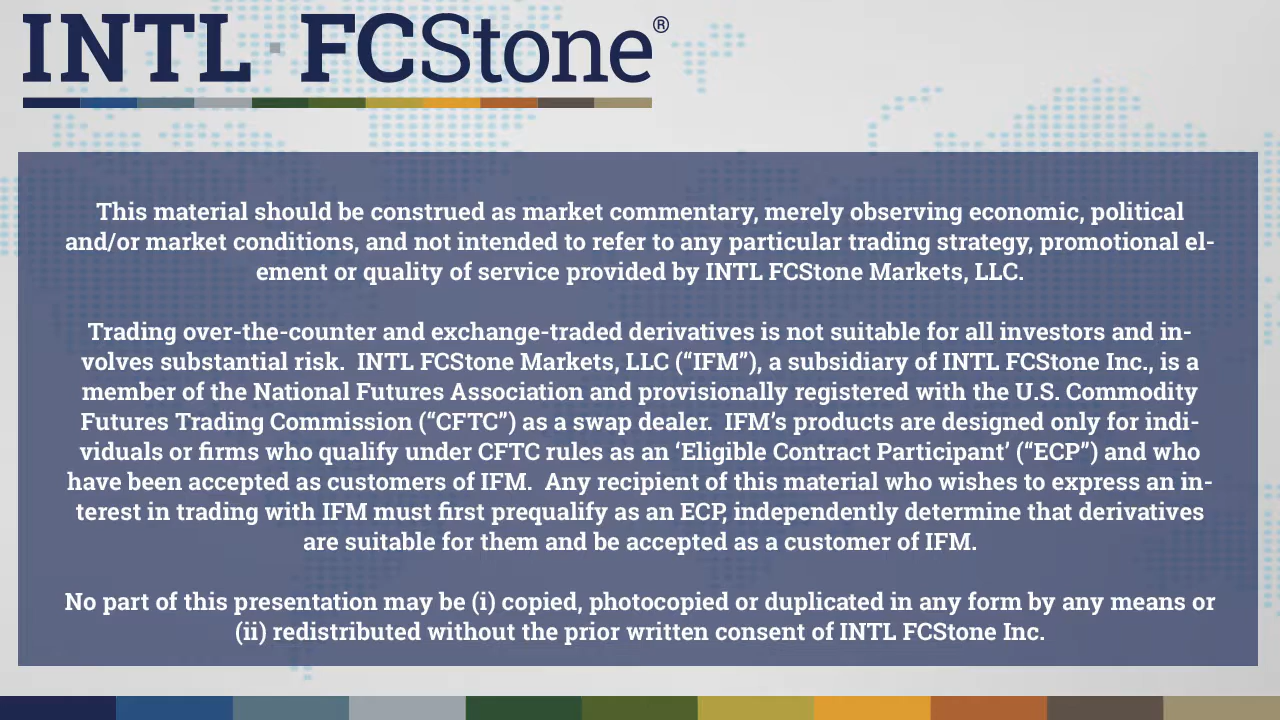 INTL FCStone®
This material should be construed as market commentary, merely observing economic, political
and/or market conditions, and not intended to refer to any particular trading strategy, promotional el-
ement or quality of service provided by INTL FCStone Markets, LLC.
Trading over-the-counter and exchange-traded derivatives is not suitable for all investors and in-
volves substantial risk.  INTL FCStone Markets, LLC (“IFM”), a subsidiary of INTL FCStone Inc., is a
member of the National Futures Association and provisionally registered with the U.S. Commodity
Futures Trading Commission (“CFTC”) as a swap dealer.  IFM’s products are designed only for indi-
viduals or firms who qualify under CFTC rules as an ‘Eligible Contract Participant’ (“ECP”) and who
have been accepted as customers of IFM.  Any recipient of this material who wishes to express an in-
terest in trading with IFM must first prequalify as an ECP, independently determine that derivatives
are suitable for them and be accepted as a customer of IFM.
No part of this presentation may be (i) copied, photocopied or duplicated in any form by any means or
(ii) redistributed without the prior written consent of INTL FCStone Inc.